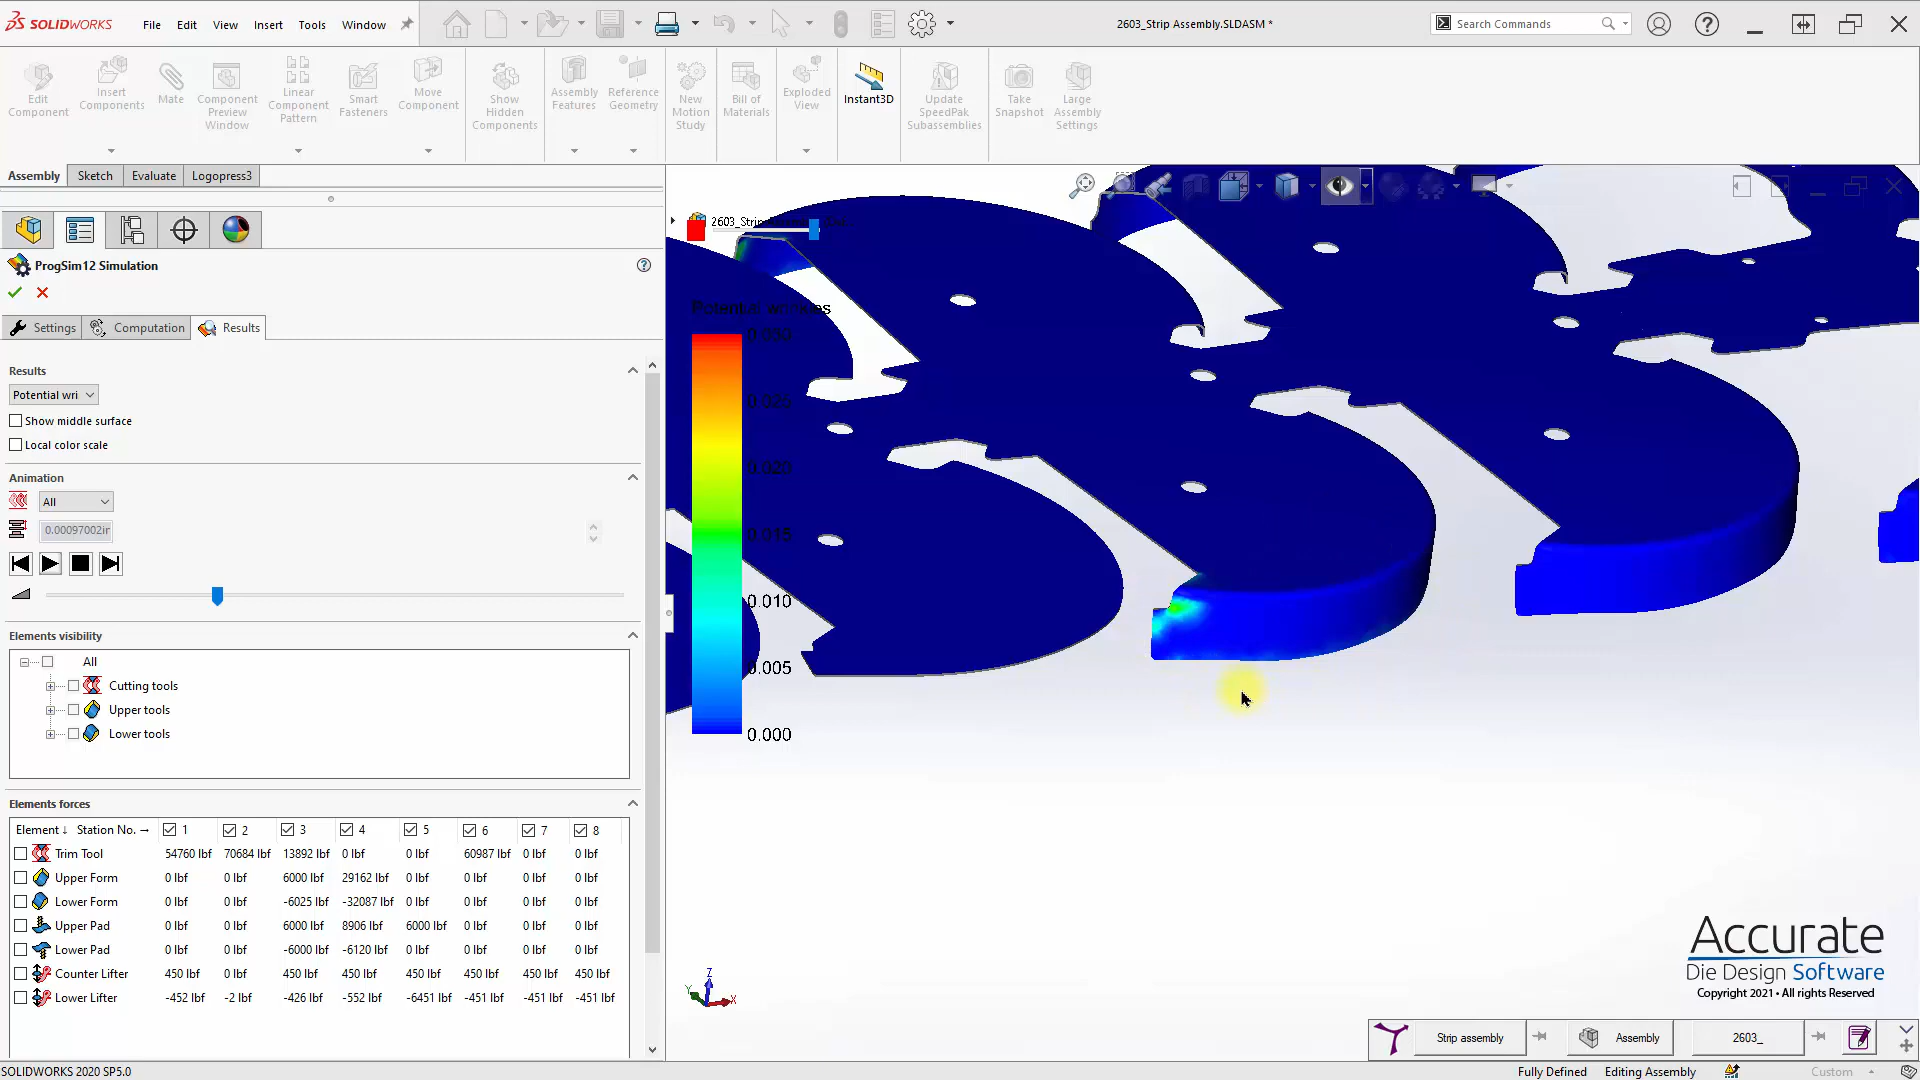 SOLIDWORKS File Edit View Insert Tools Window
2603_Strip Assembly.SLDASM *
Search Commands
Edit Component
Insert Components
Mate
Component Preview Window
Linear Component Pattern
Smart Fasteners
Move Component
Show Hidden Components
Assembly Features
Reference Geometry
New Motion Study
Bill of Materials
Exploded View
Instant3D
Update SpeedPak Subassemblies
Take Snapshot
Large Assembly Settings
Assembly Sketch Evaluate Logopress3
ProgSim12 Simulation
Settings Computation Results
Results
Potential wri
Show middle surface
Local color scale
Animation
All
0.00097002in
Elements visibility
All
Cutting tools
Upper tools
Lower tools
Elements forces
Element↓ Station No. → 1 2 3 4 5 6 7 8
Trim Tool 54760 lbf 70684 lbf 13892 lbf 0 lbf 0 lbf 60987 lbf 0 lbf 0 lbf
Upper Form 0 lbf 0 lbf 6000 lbf 29162 lbf 0 lbf 0 lbf 0 lbf 0 lbf
Lower Form 0 lbf 0 lbf -6025 lbf -32087 lbf 0 lbf 0 lbf 0 lbf 0 lbf
Upper Pad 0 lbf 0 lbf 6000 lbf 8906 lbf 6000 lbf 0 lbf 0 lbf 0 lbf
Lower Pad 0 lbf 0 lbf -6000 lbf -6120 lbf 0 lbf 0 lbf 0 lbf 0 lbf
Counter Lifter 450 lbf 0 lbf 450 lbf 450 lbf 450 lbf 450 lbf 450 lbf 450 lbf
Lower Lifter -452 lbf -2 lbf -426 lbf -552 lbf -6451 lbf -451 lbf -451 lbf -451 lbf
2603_Strip
Potential wrinkles
0.030
0.025
0.020
0.015
0.010
0.005
0.000
Z
Y
X
Accurate
Die Design Software
Copyright 2021 • All rights Reserved
Strip assembly Assembly 2603_
SOLIDWORKS 2020 SP5.0
Fully Defined Editing Assembly Custom